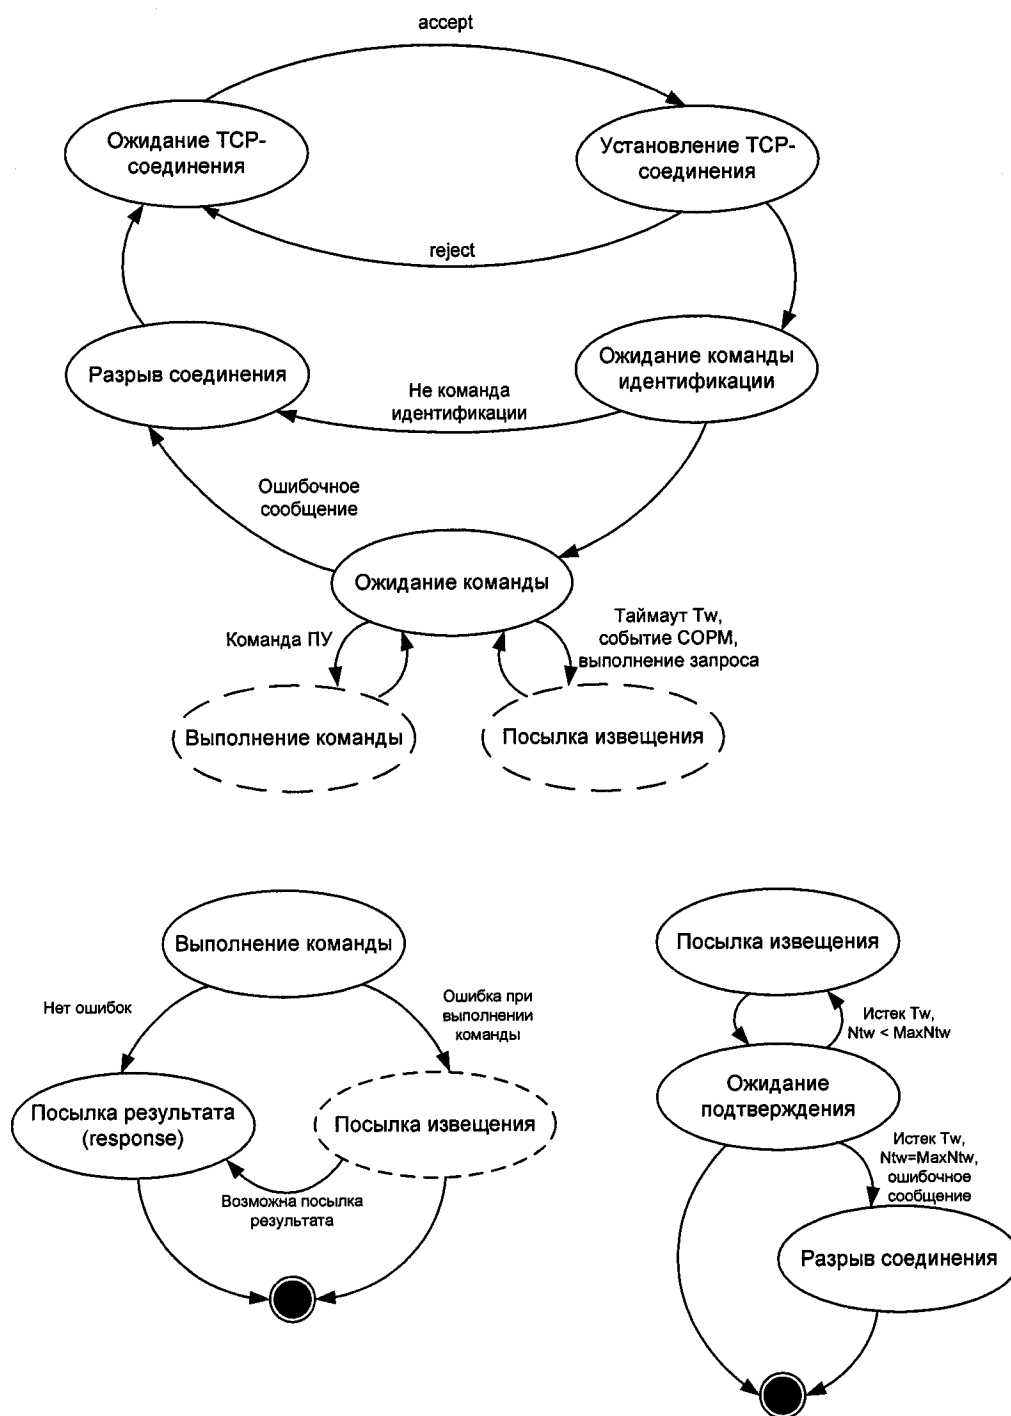 accept
Ожидание TCP-
соединения
Установление TCP-
соединения
reject
Разрыв соединения
Ожидание команды
идентификации
Не команда
идентификации
Ошибочное
сообщение
Ожидание команды
Команда ПУ
Таймаут Tw,
событие СОРМ,
выполнение запроса
Выполнение команды
Посылка извещения
Выполнение команды
Нет ошибок
Ошибка при
выполнении
команды
Посылка результата
(response)
Посылка извещения
Возможна посылка
результата
Посылка извещения
Истек Tw,
Ntw < MaxNtw
Ожидание
подтверждения
Истек Tw,
Ntw=MaxNtw,
ошибочное
сообщение
Разрыв соединения